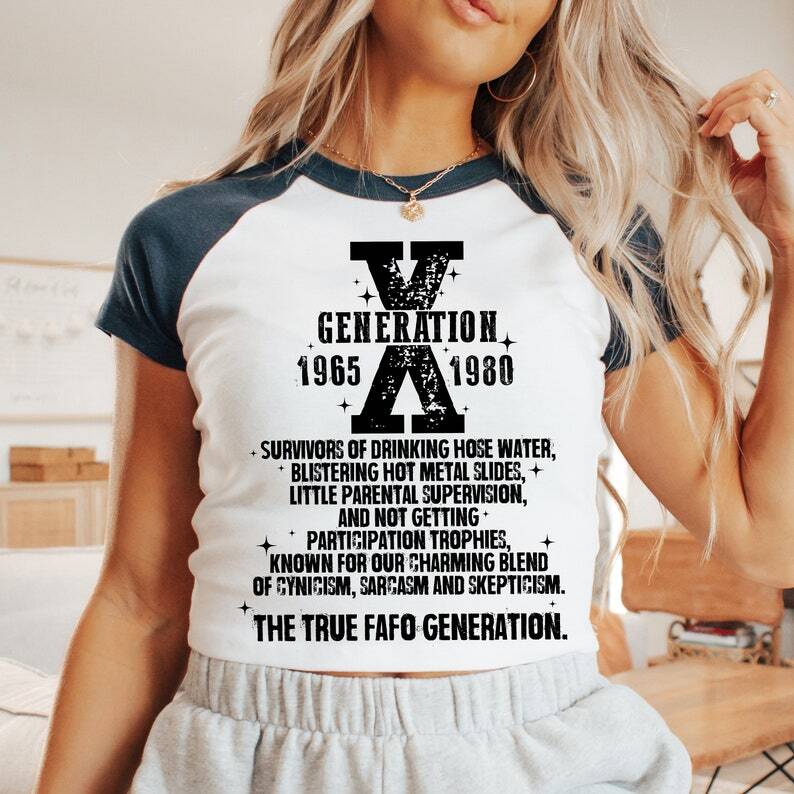 X
GENERATION
1965 1980
SURVIVORS OF DRINKING HOSE WATER,
BLISTERING HOT METAL SLIDES,
LITTLE PARENTAL SUPERVISION,
AND NOT GETTING
PARTICIPATION TROPHIES,
KNOWN FOR OUR CHARMING BLEND
OF CYNICISM, SARCASM AND SKEPTICISM.
THE TRUE FAFO GENERATION.